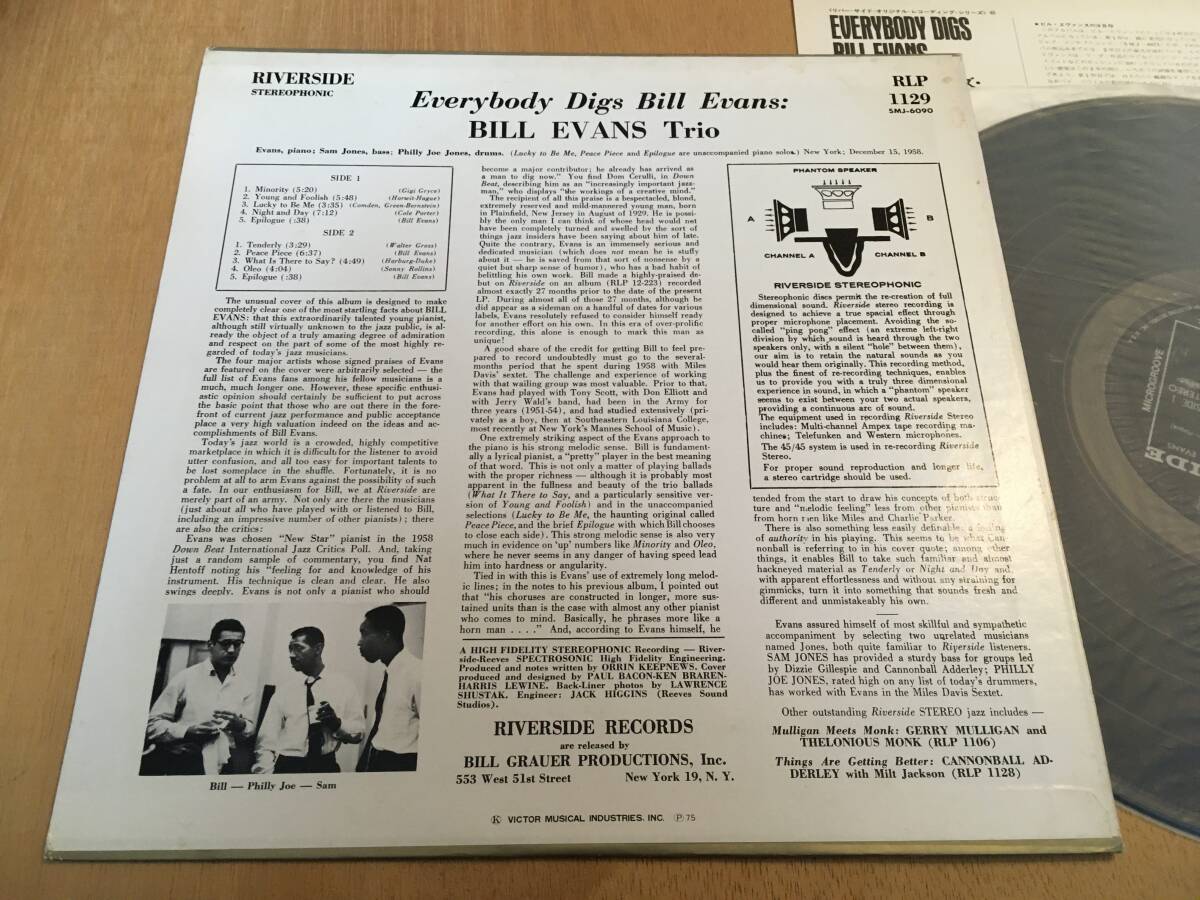 RIVERSIDE
STEREOPHONIC
RLP
1129
SMJ-6090
Everybody Digs Bill Evans:
BILL EVANS Trio
Evans, piano; Sam Jones, bass; Philly Joe Jones, drums. (Lucky to Be Me, Peace Piece and Epilogue are unaccompanied piano solos.) New York; December 15, 1958.
SIDE 1
1. Minority (5:20) (Gigi Gryce)
2. Young and Foolish (5:48) (Horwit-Hague)
3. Lucky to Be Me (3:35) (Comden, Green-Bernstein)
4. Night and Day (7:12) (Cole Porter)
5. Epilogue (:38) (Bill Evans)
SIDE 2
1. Tenderly (3:29) (Walter Gross)
2. Peace Piece (6:37) (Bill Evans)
3. What Is There to Say? (4:49) (Harburg-Duke)
4. Oleo (4:04) (Sonny Rollins)
5. Epilogue (:38) (Bill Evans)
The unusual cover of this album is designed to make
completely clear one of the most startling facts about BILL
EVANS: that this extraordinarily talented young pianist,
although still virtually unknown to the jazz public, is al-
ready the object of a truly amazing degree of admiration
and respect on the part of some of the most highly re-
garded of today's jazz musicians.
The four major artists whose signed praises of Evans
are featured on the cover were arbitrarily selected — the
full list of Evans fans among his fellow musicians is a
much, much longer one. However, these specific enthusi-
astic opinion should certainly be sufficient to put across
the basic point that those who are out there in the fore-
front of current jazz performance and public acceptance
place a very high valuation indeed on the ideas and ac-
complishments of Bill Evans.
Today's jazz world is a crowded, highly competitive
marketplace in which it is difficult for the listener to avoid
utter confusion, and all too easy for important talents to
be lost someplace in the shuffle. Fortunately, it is no
problem at all to arm Evans against the possibility of such
a fate. In our enthusiasm for Bill, we at Riverside are
merely part of an army. Not only are there the musicians
(just about all who have played with or listened to Bill,
including an impressive number of other pianists); there
are also the critics:
Evans was chosen "New Star" pianist in the 1958
Down Beat International Jazz Critics Poll. And, taking
just a random sample of commentary, you find Nat
Hentoff noting his "feeling for and knowledge of his
instrument. His technique is clean and clear. He also
swings deeply. Evans is not only a pianist who should
Bill — Philly Joe — Sam
become a major contributor; he already has arrived as
a man to dig now." You find Dom Cerulli, in Down
Beat, describing him as an "increasingly important jazz-
man," who displays "the workings of a creative mind."
The recipient of all this praise is a bespectacled, blond,
extremely reserved and mild-mannered young man, born
in Plainfield, New Jersey in August of 1929. He is possi-
bly the only man I can think of whose head would not
have been completely turned and swelled by the sort of
things jazz insiders have been saying about him of late.
Quite the contrary, Evans is an immensely serious and
dedicated musician (which does not mean he is stuffy
about it — he is saved from that sort of nonsense by a
quiet but sharp sense of humor), who has a bad habit of
belittling his own work. Bill made a highly-praised de-
but on Riverside on an album (RLP 12-223) recorded
almost exactly 27 months prior to the date of the present
LP. During almost all of those 27 months, although he
did appear as a sideman on a handful of dates for various
labels, Evans resolutely refused to consider himself ready
for another effort on his own. In this era of over-prolific
recording, this alone is enough to mark this man as
unique!
A good share of the credit for getting Bill to feel pre-
pared to record undoubtedly must go to the several-
months period that he spent during 1958 with Miles
Davis' sextet. The challenge and experience of working
with that wailing group was most valuable. Prior to that,
Evans had played with Tony Scott, with Don Elliott and
with Jerry Wald's band, had been in the Army for
three years (1951-54), and had studied extensively (pri-
vately as a boy, then at Southeastern Louisiana College,
most recently at New York's Mannes School of Music).
One extremely striking aspect of the Evans approach to
the piano is his strong melodic sense. Bill is fundament-
ally a lyrical pianist, a "pretty" player in the best meaning
of that word. This is not only a matter of playing ballads
with the proper richness — although it is probably most
apparent in the fullness and beauty of the trio ballads
(What It There to Say, and a particularly sensitive ver-
sion of Young and Foolish) and in the unaccompanied
selections (Lucky to Be Me, the haunting original called
Peace Piece, and the brief Epilogue with which Bill chooses
to close each side). This strong melodic sense is also very
much in evidence on 'up' numbers like Minority and Oleo,
where he never seems in any danger of having speed lead
him into hardness or angularity.
Tied in with this is Evans' use of extremely long melod-
ic lines; in the notes to his previous album, I pointed out
that "his choruses are constructed in longer, more sus-
tained units than is the case with almost any other pianist
who comes to mind. Basically, he phrases more like a
horn man . . . ." And, according to Evans himself, he
A HIGH FIDELITY STEREOPHONIC Recording — River-
side-Reeves SPECTROSONIC High Fidelity Engineering.
Produced and notes written by ORRIN KEEPNEWS. Cover
produced and designed by PAUL BACON-KEN BRAREN-
HARRIS LEWINE. Back-Liner photos by LAWRENCE
SHUSTAK. Engineer: JACK HIGGINS (Reeves Sound
Studios).
RIVERSIDE RECORDS
are released by
BILL GRAUER PRODUCTIONS, Inc.
553 West 51st Street New York 19, N. Y.
Ⓚ VICTOR MUSICAL INDUSTRIES, INC. Ⓟ 75
PHANTOM SPEAKER
A
B
CHANNEL A
CHANNEL B
RIVERSIDE STEREOPHONIC
Stereophonic discs permit the re-creation of full
dimensional sound. Riverside stereo recording is
designed to achieve a true spacial effect through
proper microphone placement. Avoiding the so-
called "ping pong" effect (an extreme left-right
division by which sound is heard through the two
speakers only, with a silent "hole" between them),
our aim is to retain the natural sounds as you
would hear them originally. This recording method,
plus the finest of re-recording techniques, enables
us to provide you with a truly three dimensional
experience in sound, in which a "phantom" speaker
seems to exist between your two actual speakers,
providing a continuous arc of sound.
The equipment used in recording Riverside Stereo
includes: Multi-channel Ampex tape recording ma-
chines; Telefunken and Western microphones.
The 45/45 system is used in re-recording Riverside
Stereo.
For proper sound reproduction and longer life,
a stereo cartridge should be used.
tended from the start to draw his concepts of both struc-
ture and "melodic feeling" less from other pianists than
from horn men like Miles and Charlie Parker.
There is also something less easily definable, a feeling
of authority in his playing. This seems to be what Can-
nonball is referring to in his cover quote; among other
things, it enables Bill to take such familiar and almost
hackneyed material as Tenderly or Night and Day and,
with apparent effortlessness and without any straining for
gimmicks, turn it into something that sounds fresh and
different and unmistakeably his own.
Evans assured himself of most skillful and sympathetic
accompaniment by selecting two unrelated musicians
named Jones, both quite familiar to Riverside listeners.
SAM JONES has provided a sturdy bass for groups led
by Dizzie Gillespie and Cannonball Adderley; PHILLY
JOE JONES, rated high on any list of today's drummers,
has worked with Evans in the Miles Davis Sextet.
Other outstanding Riverside STEREO jazz includes —
Mulligan Meets Monk: GERRY MULLIGAN and
THELONIOUS MONK (RLP 1106)
Things Are Getting Better: CANNONBALL AD-
DERLEY with Milt Jackson (RLP 1128)
EVERYBODY DIGS
BILL EVANS
MICROGROOVE